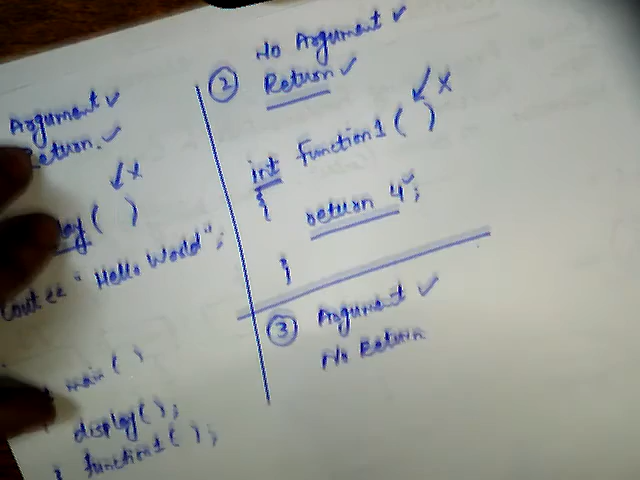 Argument ✓
Return. ✓
✓ x
( )
cout << "Hello World";
main ( )
display( );
} function1 ( );
② No Argument ✓
Return ✓
✓ x
int function1 ( )
{
return 4;
}
③ Argument ✓
No Return